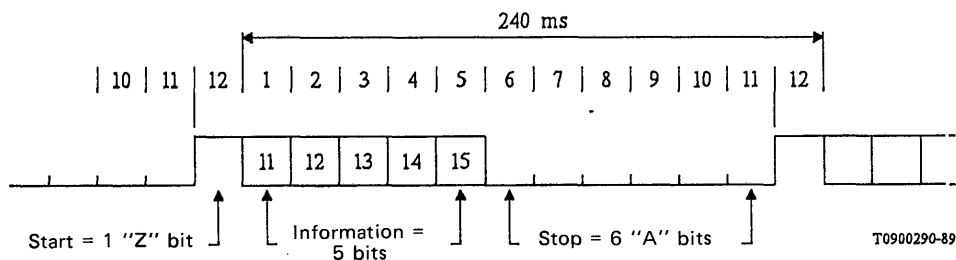 240 ms
10 | 11 | 12 | 1 | 2 | 3 | 4 | 5 | 6 | 7 | 8 | 9 | 10 | 11 | 12
11 12 13 14 15
Start = 1 "Z" bit
Information =
5 bits
Stop = 6 "A" bits
T0900290-89